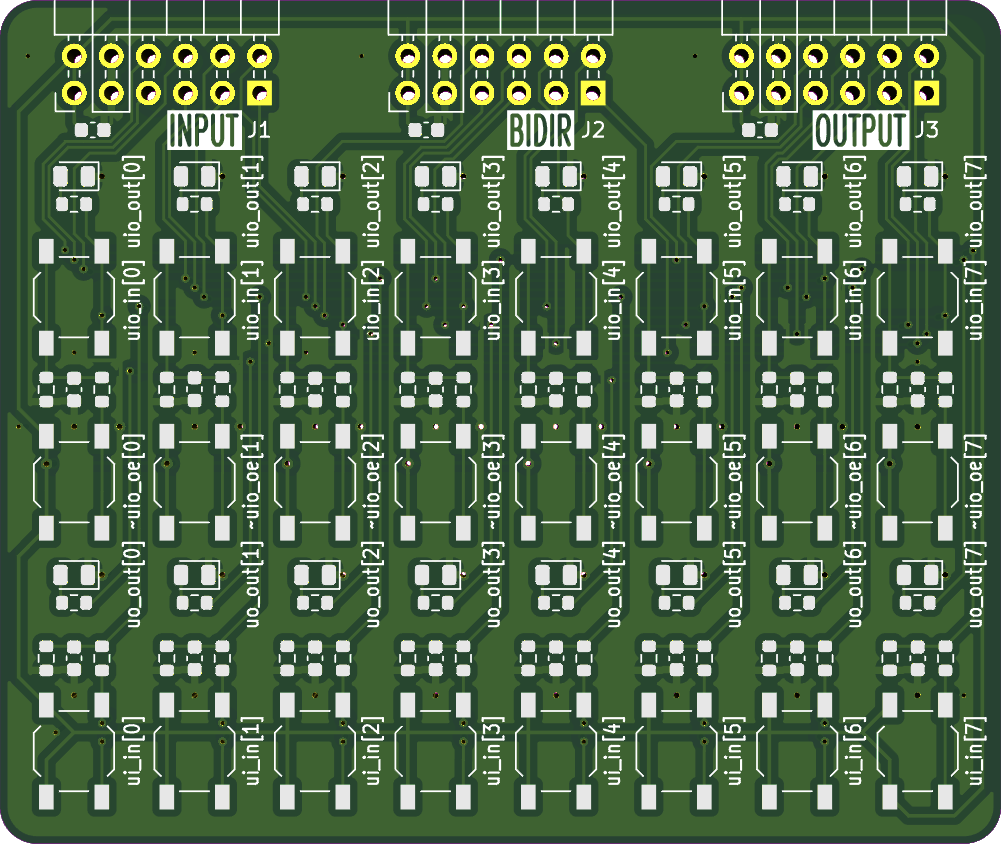 INPUT J1 BIDIR J2 OUTPUT J3
uio_out[0] uio_out[1] uio_out[2] uio_out[3] uio_out[4] uio_out[5] uio_out[6] uio_out[7]
uio_in[0] uio_in[1] uio_in[2] uio_in[3] uio_in[4] uio_in[5] uio_in[6] uio_in[7]
~uio_oe[0] ~uio_oe[1] ~uio_oe[2] ~uio_oe[3] ~uio_oe[4] ~uio_oe[5] ~uio_oe[6] ~uio_oe[7]
uo_out[0] uo_out[1] uo_out[2] uo_out[3] uo_out[4] uo_out[5] uo_out[6] uo_out[7]
ui_in[0] ui_in[1] ui_in[2] ui_in[3] ui_in[4] ui_in[5] ui_in[6] ui_in[7]